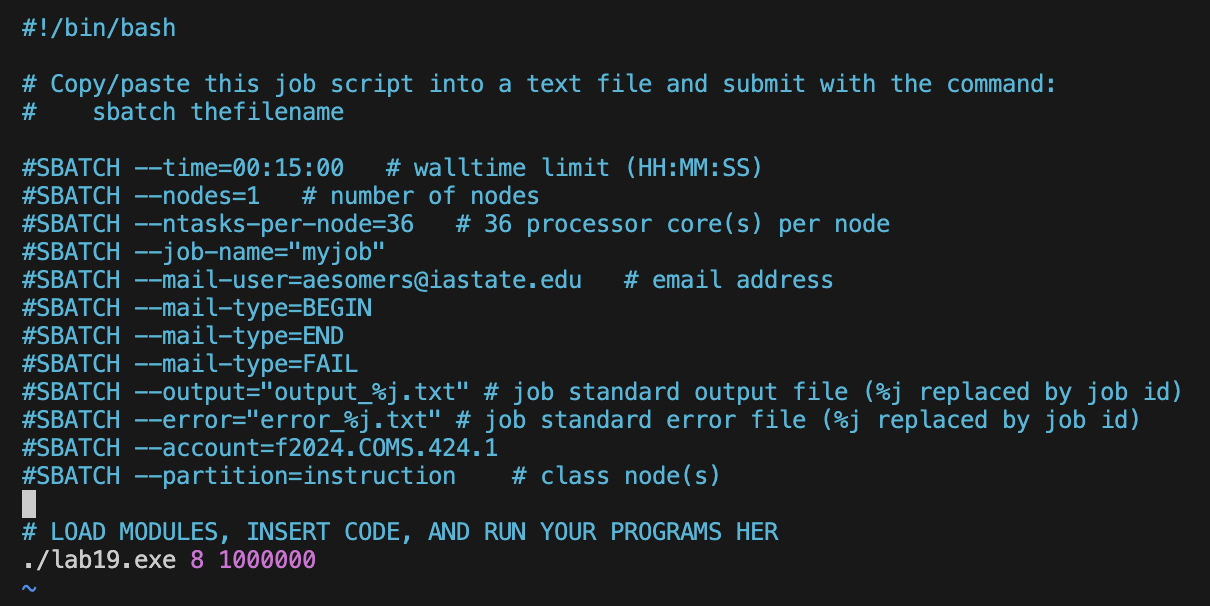 #!/bin/bash

# Copy/paste this job script into a text file and submit with the command:
#    sbatch thefilename

#SBATCH --time=00:15:00   # walltime limit (HH:MM:SS)
#SBATCH --nodes=1   # number of nodes
#SBATCH --ntasks-per-node=36   # 36 processor core(s) per node
#SBATCH --job-name="myjob"
#SBATCH --mail-user=aesomers@iastate.edu   # email address
#SBATCH --mail-type=BEGIN
#SBATCH --mail-type=END
#SBATCH --mail-type=FAIL
#SBATCH --output="output_%j.txt" # job standard output file (%j replaced by job id)
#SBATCH --error="error_%j.txt" # job standard error file (%j replaced by job id)
#SBATCH --account=f2024.COMS.424.1
#SBATCH --partition=instruction    # class node(s)

# LOAD MODULES, INSERT CODE, AND RUN YOUR PROGRAMS HER
./lab19.exe 8 1000000
~